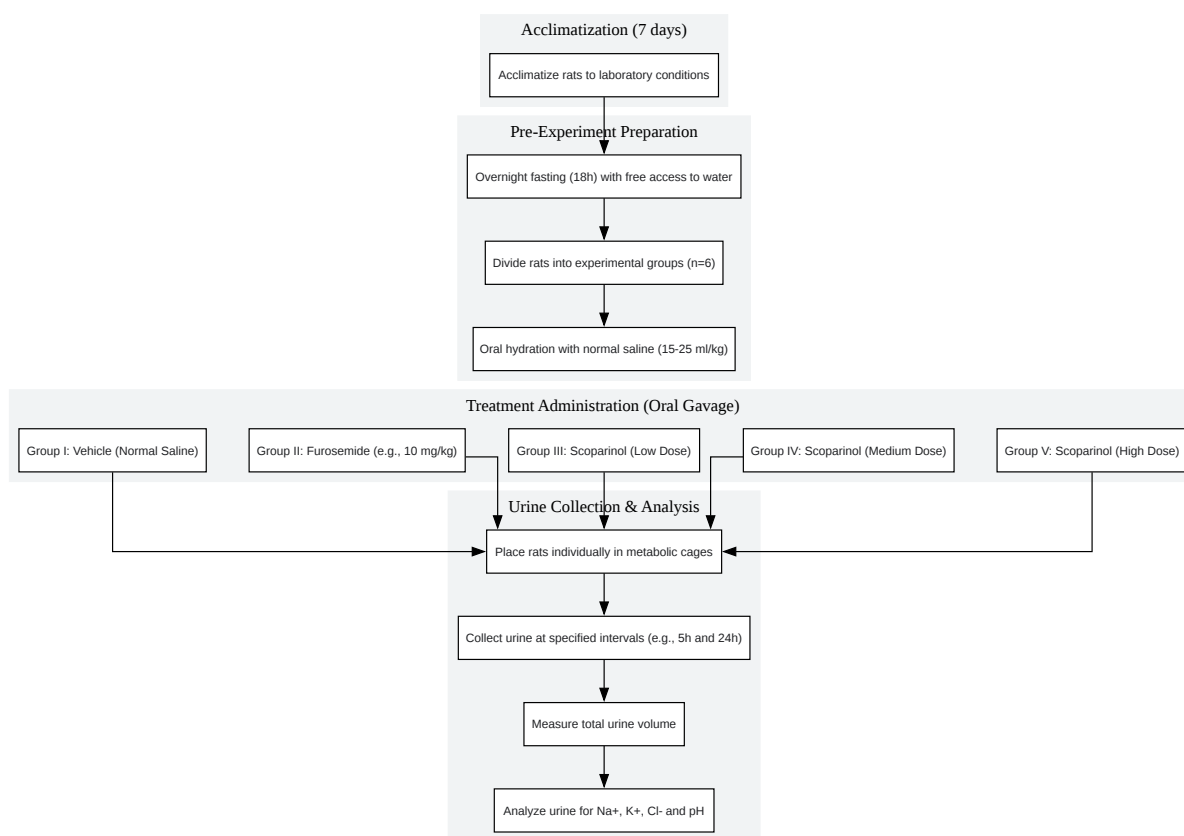 Acclimatization (7 days)
Acclimatize rats to laboratory conditions
Pre-Experiment Preparation
Overnight fasting (18h) with free access to water
Divide rats into experimental groups (n=6)
Oral hydration with normal saline (15-25 ml/kg)
Treatment Administration (Oral Gavage)
Group I: Vehicle (Normal Saline)
Group II: Furosemide (e.g., 10 mg/kg)
Group III: Scoparinol (Low Dose)
Group IV: Scoparinol (Medium Dose)
Group V: Scoparinol (High Dose)
Urine Collection & Analysis
Place rats individually in metabolic cages
Collect urine at specified intervals (e.g., 5h and 24h)
Measure total urine volume
Analyze urine for Na+, K+, Cl- and pH